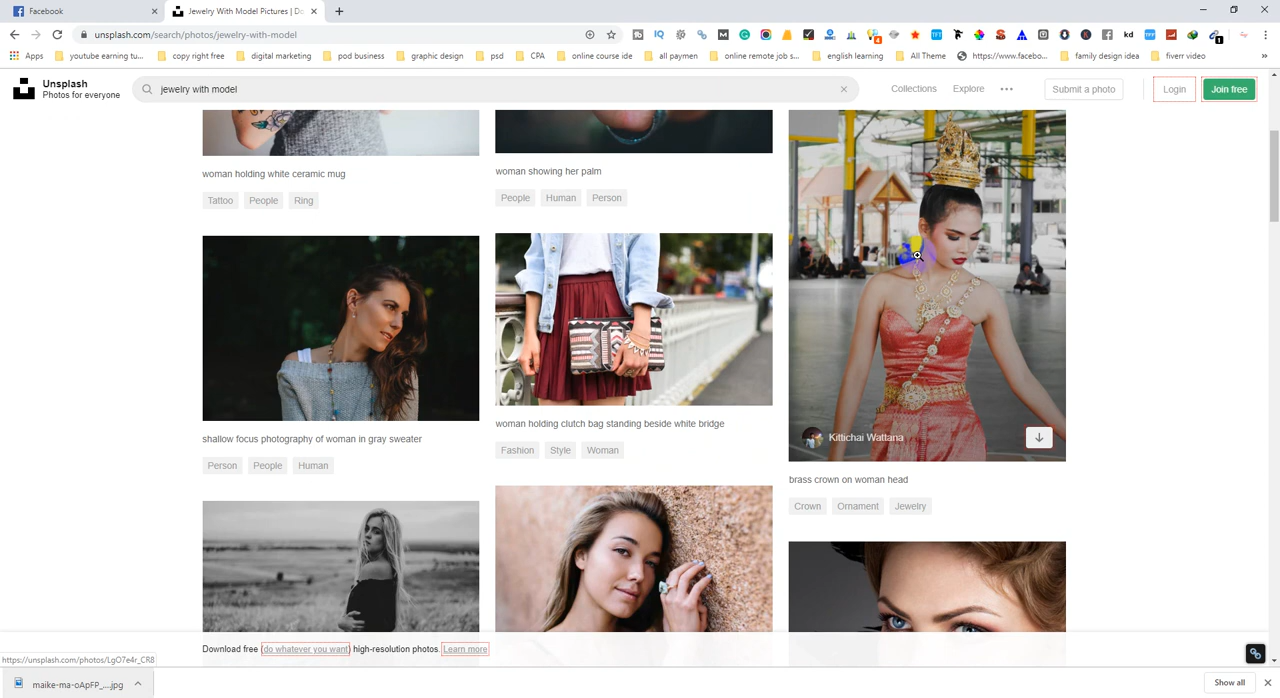 Facebook
Jewelry With Model Pictures | Do
unsplash.com/search/photos/jewelry-with-model
Apps
youtube earning tu...
copy right free
digital marketing
pod business
graphic design
psd
CPA
online course ide
all paymen
online remote job s...
english learning
All Theme
https://www.facebo...
family design idea
fiverr video
Unsplash
Photos for everyone
jewelry with model
Collections
Explore
Submit a photo
Login
Join free
woman holding white ceramic mug
Tattoo
People
Ring
woman showing her palm
People
Human
Person
shallow focus photography of woman in gray sweater
Person
People
Human
woman holding clutch bag standing beside white bridge
Fashion
Style
Woman
Kittichai Wattana
brass crown on woman head
Crown
Ornament
Jewelry
Download free (do whatever you want) high-resolution photos. Learn more
https://unsplash.com/photos/LgO7e4r_CR8
maike-ma-oApFP_....jpg
Show all